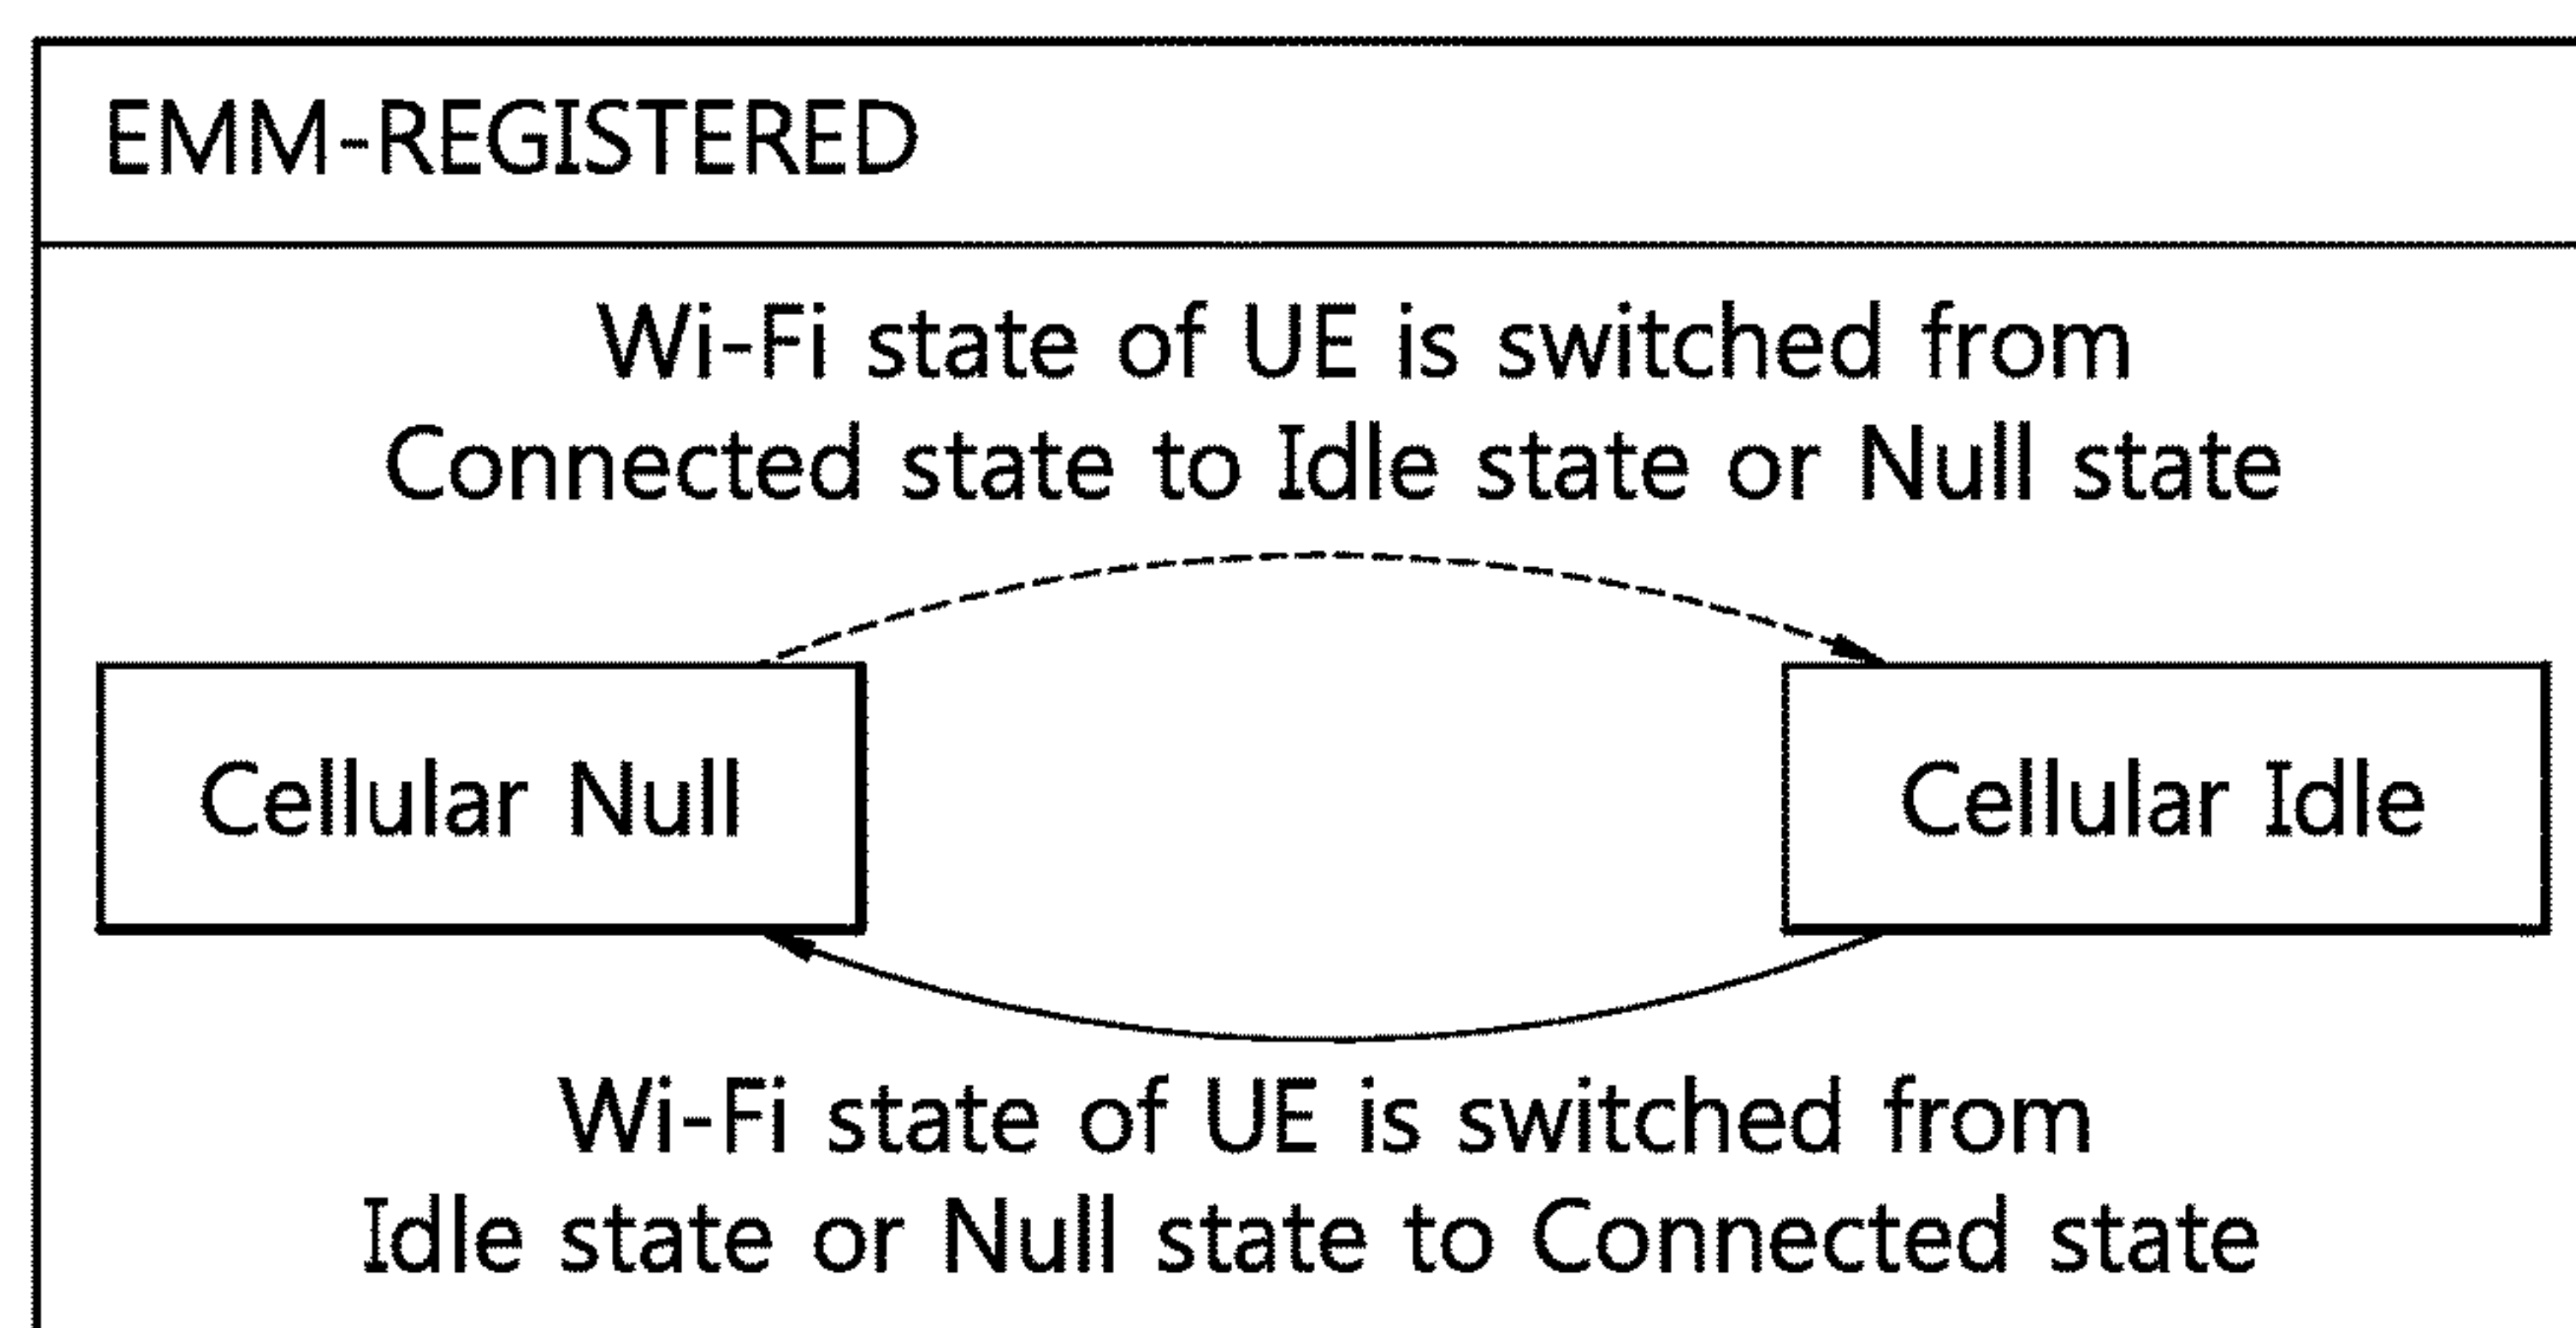 EMM-REGISTERED
Wi-Fi state of UE is switched from
Connected state to Idle state or Null state
Cellular Null
Cellular Idle
Wi-Fi state of UE is switched from
Idle state or Null state to Connected state